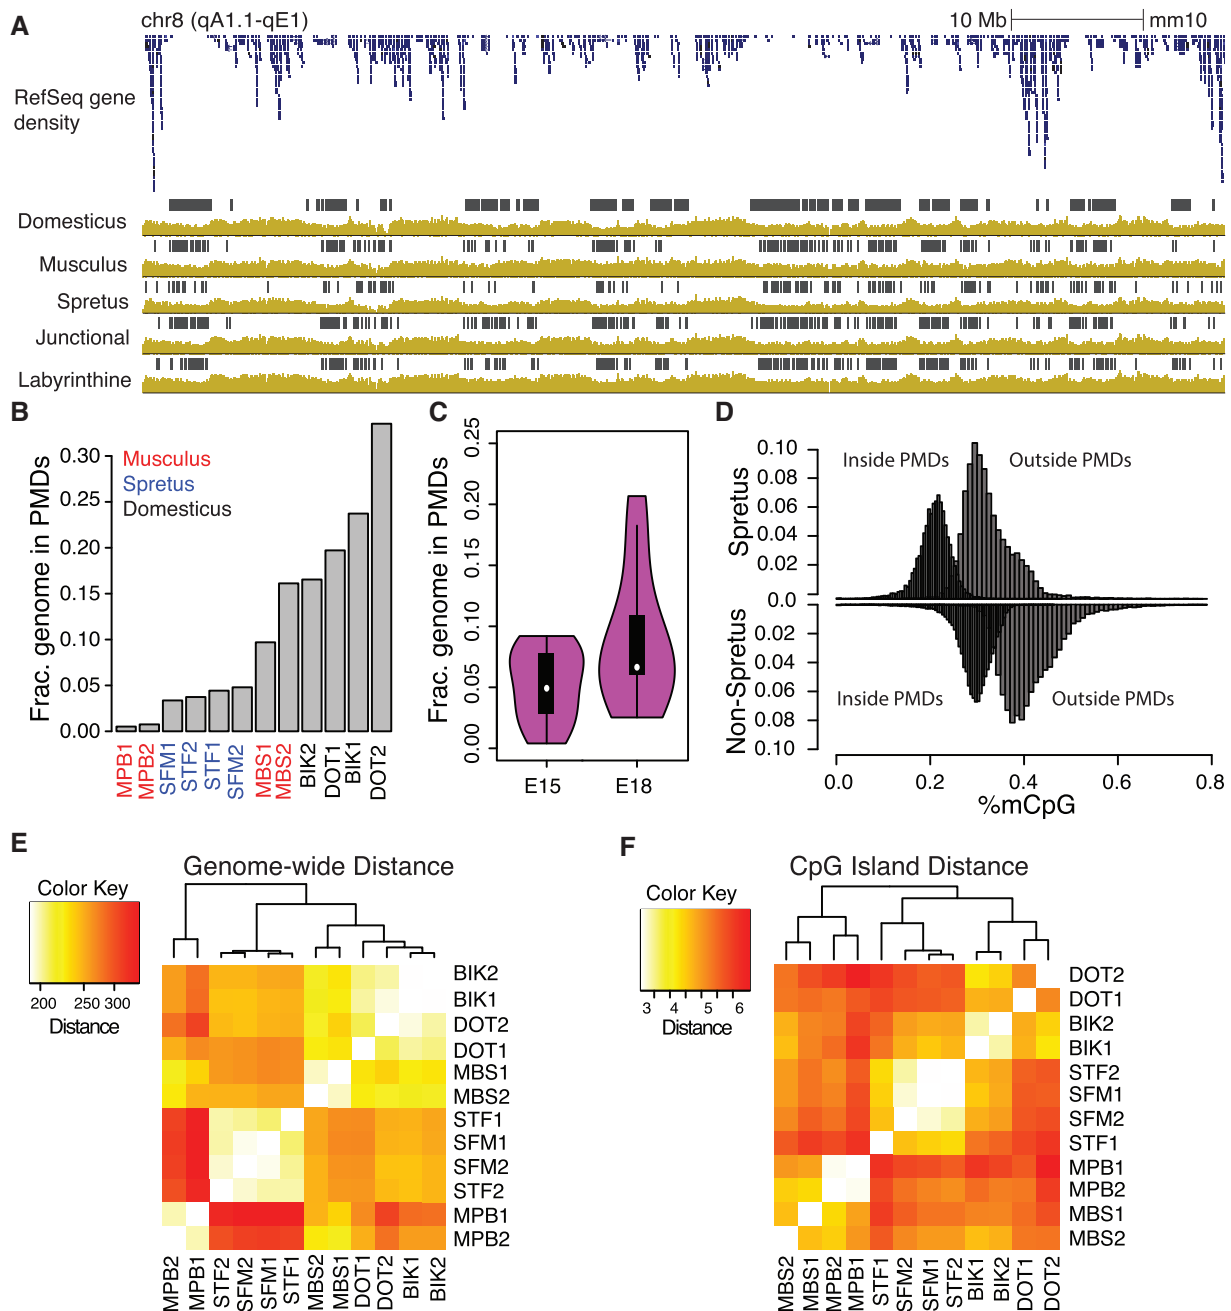 A
chr8 (qA1.1-qE1)
10 Mb
mm10
RefSeq gene
density
Domesticus
Musculus
Spretus
Junctional
Labyrinthine
B
Frac. genome in PMDs
0.30
0.25
0.20
0.15
0.10
0.05
0.00
Musculus
Spretus
Domesticus
MPB1
MPB2
SFM1
STF2
STF1
SFM2
MBS1
MBS2
BIK2
DOT1
BIK1
DOT2
C
Frac. genome in PMDs
0.25
0.20
0.15
0.10
0.05
0.00
E15
E18
D
Spretus
0.10
0.08
0.06
0.04
0.02
0.0
Inside PMDs
Outside PMDs
Non-Spretus
0.02
0.04
0.06
0.08
0.10
Inside PMDs
Outside PMDs
0.0
0.2
0.4
0.6
0.8
%mCpG
E
Genome-wide Distance
Color Key
200
250
300
Distance
BIK2
BIK1
DOT2
DOT1
MBS1
MBS2
STF1
SFM1
SFM2
STF2
MPB1
MPB2
MPB2
MPB1
STF2
SFM2
SFM1
STF1
MBS2
MBS1
DOT1
DOT2
BIK1
BIK2
F
CpG Island Distance
Color Key
3
4
5
6
Distance
DOT2
DOT1
BIK2
BIK1
STF2
SFM1
SFM2
STF1
MPB1
MPB2
MBS1
MBS2
MBS2
MBS1
MPB2
MPB1
STF1
SFM2
SFM1
STF2
BIK1
BIK2
DOT1
DOT2